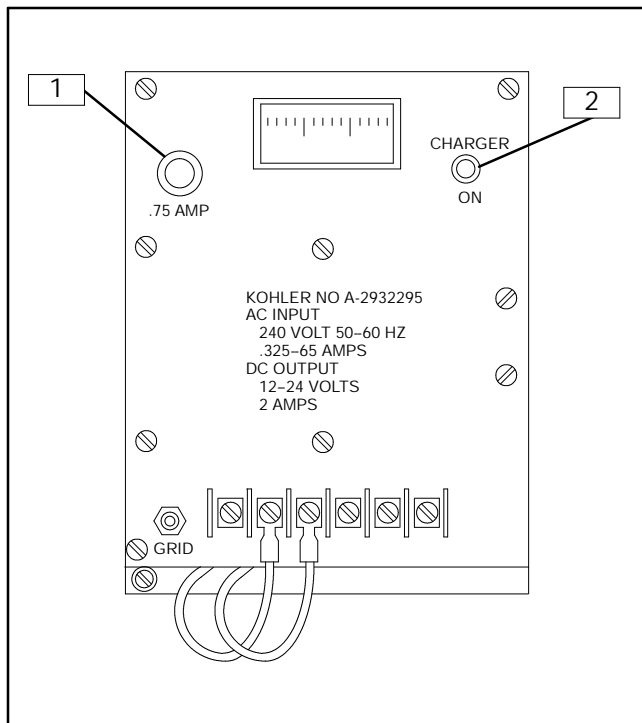 1
2
CHARGER
ON
.75 AMP
KOHLER NO A-2932295
AC INPUT
240 VOLT 50–60 HZ
.325–65 AMPS
DC OUTPUT
12–24 VOLTS
2 AMPS
GRID